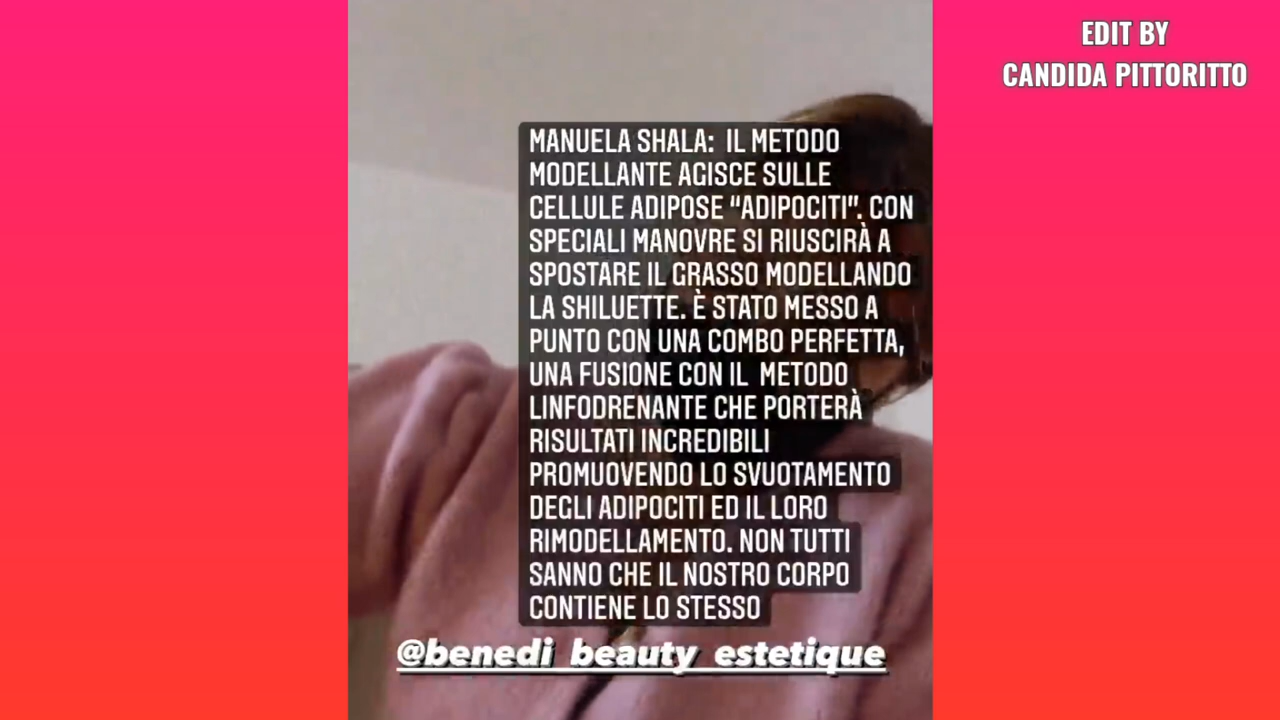 EDIT BY
CANDIDA PITTORITTO
MANUELA SHALA: IL METODO
MODELLANTE AGISCE SULLE
CELLULE ADIPOSE “ADIPOCITI”. CON
SPECIALI MANOVRE SI RIUSCIRÀ A
SPOSTARE IL GRASSO MODELLANDO
LA SHILUETTE. È STATO MESSO A
PUNTO CON UNA COMBO PERFETTA,
UNA FUSIONE CON IL METODO
LINFODRENANTE CHE PORTERÀ
RISULTATI INCREDIBILI
PROMUOVENDO LO SVUOTAMENTO
DEGLI ADIPOCITI ED IL LORO
RIMODELLAMENTO. NON TUTTI
SANNO CHE IL NOSTRO CORPO
CONTIENE LO STESSO
@benedi_beauty_estetique